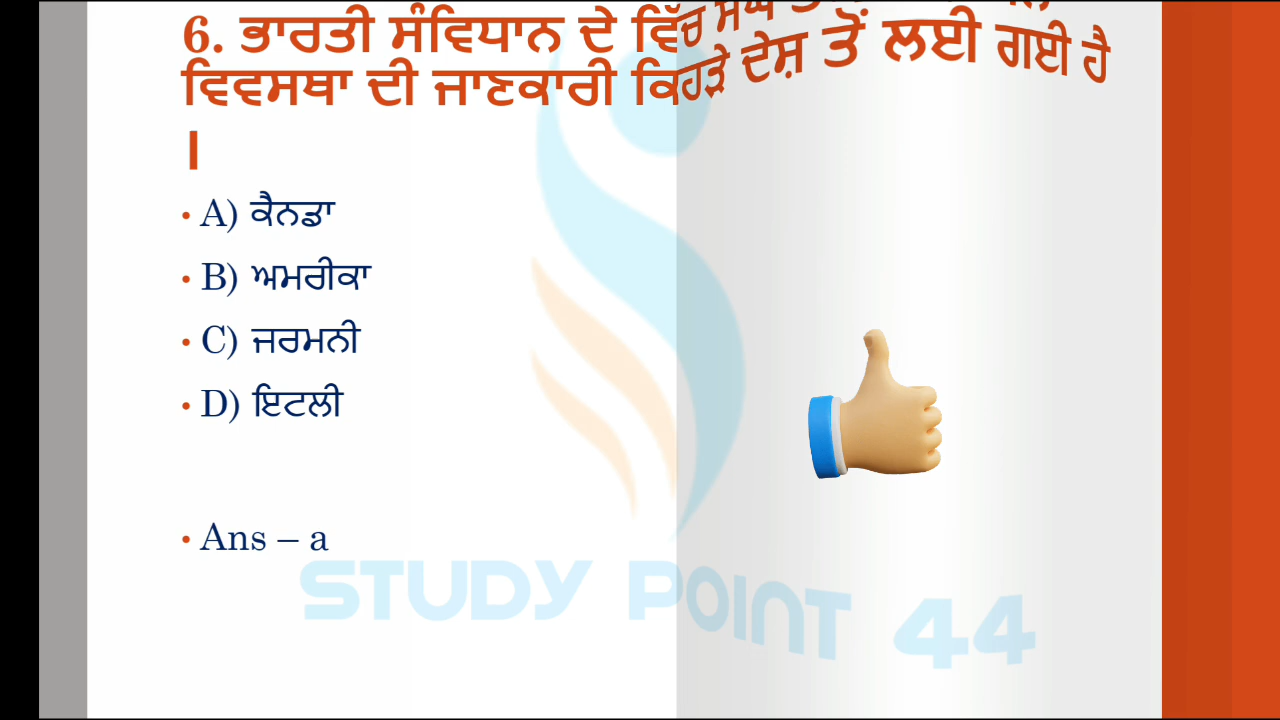 6. ਭਾਰਤੀ ਸੰਵਿਧਾਨ ਦੇ ਵਿੱਚ ਸੰਘ
ਵਿਵਸਥਾ ਦੀ ਜਾਣਕਾਰੀ ਕਿਹੜੇ ਦੇਸ਼ ਤੋਂ ਲਈ ਗਈ ਹੈ
।
• A) ਕੈਨਡਾ
• B) ਅਮਰੀਕਾ
• C) ਜਰਮਨੀ
• D) ਇਟਲੀ
• Ans – a
STUDY POINT 44